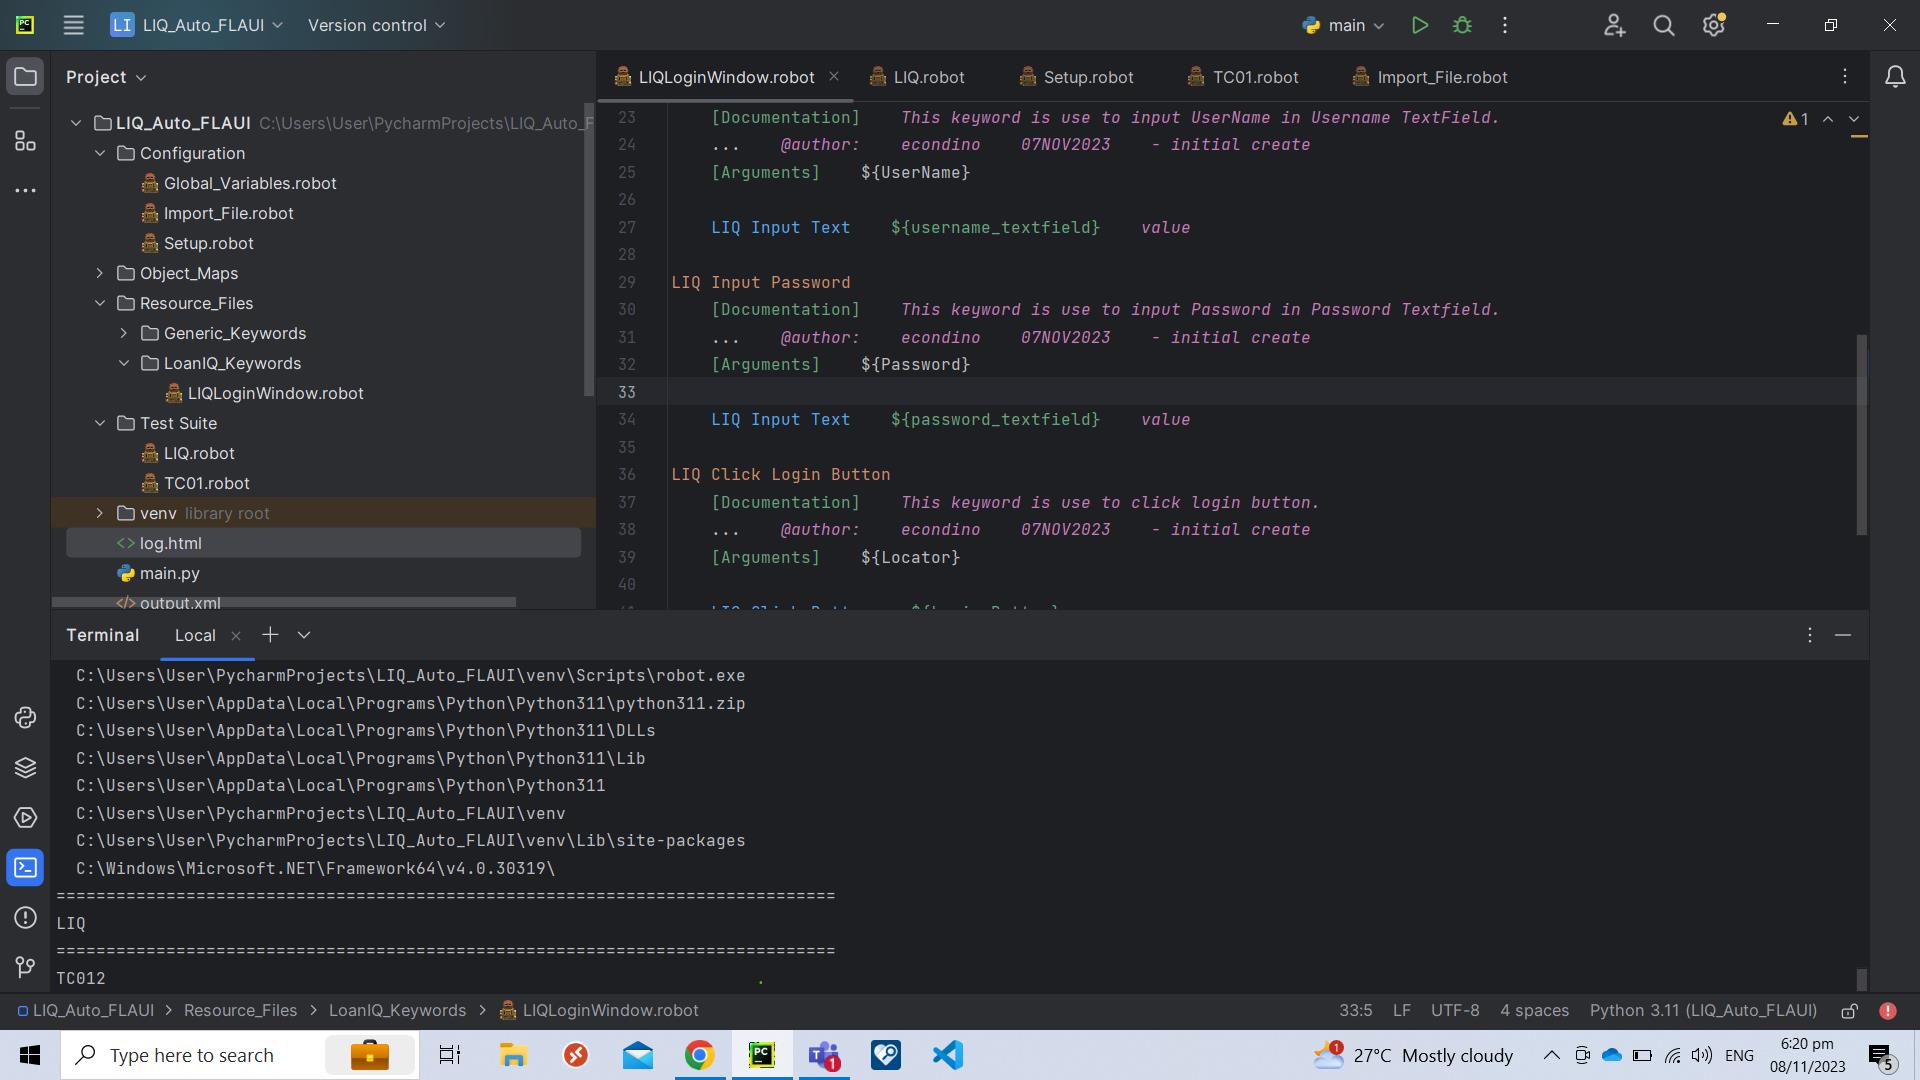 PC
LI LIQ_Auto_FLAUI
Version control
main
Project
LIQLoginWindow.robot
LIQ.robot
Setup.robot
TC01.robot
Import_File.robot
LIQ_Auto_FLAUI C:\Users\User\PycharmProjects\LIQ_Auto_F
Configuration
Global_Variables.robot
Import_File.robot
Setup.robot
Object_Maps
Resource_Files
Generic_Keywords
LoanIQ_Keywords
LIQLoginWindow.robot
Test Suite
LIQ.robot
TC01.robot
venv library root
<> log.html
main.py
</> output.xml
1
23 [Documentation] This keyword is use to input UserName in Username TextField.
24 ... @author: econdino 07NOV2023 - initial create
25 [Arguments] ${UserName}
26
27 LIQ Input Text ${username_textfield} value
28
29 LIQ Input Password
30 [Documentation] This keyword is use to input Password in Password Textfield.
31 ... @author: econdino 07NOV2023 - initial create
32 [Arguments] ${Password}
33
34 LIQ Input Text ${password_textfield} value
35
36 LIQ Click Login Button
37 [Documentation] This keyword is use to click login button.
38 ... @author: econdino 07NOV2023 - initial create
39 [Arguments] ${Locator}
40
Terminal
Local
C:\Users\User\PycharmProjects\LIQ_Auto_FLAUI\venv\Scripts\robot.exe
C:\Users\User\AppData\Local\Programs\Python\Python311\python311.zip
C:\Users\User\AppData\Local\Programs\Python\Python311\DLLs
C:\Users\User\AppData\Local\Programs\Python\Python311\Lib
C:\Users\User\AppData\Local\Programs\Python\Python311
C:\Users\User\PycharmProjects\LIQ_Auto_FLAUI\venv
C:\Users\User\PycharmProjects\LIQ_Auto_FLAUI\venv\Lib\site-packages
C:\Windows\Microsoft.NET\Framework64\v4.0.30319\
==============================================================================
LIQ
==============================================================================
TC012 .
LIQ_Auto_FLAUI > Resource_Files > LoanIQ_Keywords > LIQLoginWindow.robot
33:5 LF UTF-8 4 spaces Python 3.11 (LIQ_Auto_FLAUI)
Type here to search
PC
1
1
27°C Mostly cloudy
ENG
6:20 pm
08/11/2023
5